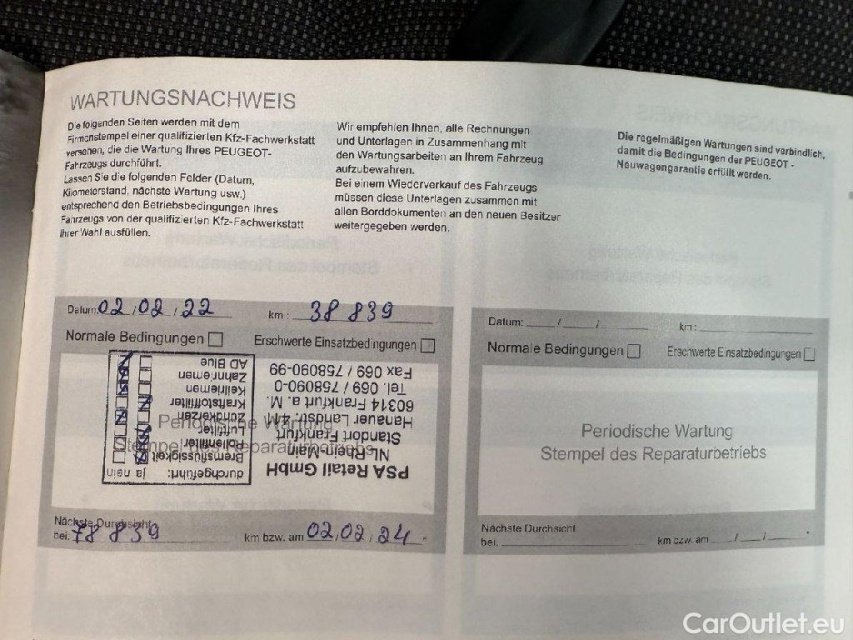 WARTUNGSNACHWEIS
Die folgenden Seiten werden mit dem
Firmenstempel einer qualifizierten Kfz-Fachwerkstatt
versehen, die die Wartung Ihres PEUGEOT-
Fahrzeugs durchführt.
Lassen Sie die folgenden Felder (Datum,
Kilometerstand, nächste Wartung usw.)
entsprechend den Betriebsbedingungen Ihres
Fahrzeugs von der qualifizierten Kfz-Fachwerkstatt
Ihrer Wahl ausfüllen.
Wir empfehlen Ihnen, alle Rechnungen
und Unterlagen in Zusammenhang mit
den Wartungsarbeiten an Ihrem Fahrzeug
aufzubewahren.
Bei einem Wiederverkauf des Fahrzeugs
müssen diese Unterlagen zusammen mit
allen Borddokumenten an den neuen Besitzer
weitergegeben werden.
Die regelmäßigen Wartungen sind verbindlich,
damit die Bedingungen der PEUGEOT -
Neuwagengarantie erfüllt werden.
Datum: 02/02/22 km: 38 839
Normale Bedingungen Erschwerte Einsatzbedingungen
Periodische Wartung
Stempel des Reparaturbetriebs
PSA Retail GmbH
NL Rhein-Main
Standort Frankfurt
Hanauer Landstr.
60314 Frankfurt a. M.
Tel. 069 / 758090-0
Fax 069 / 758090-99
durchgeführt: ja nein
Bremsflüssigkeit
Pollenfilter
Luftfilter
Zündkerzen
Kraftstofffilter
Keilriemen
Zahnriemen
AD Blue
Nächste Durchsicht
bei: 78 839 km bzw. am 02/02/24
Datum: / / km:
Normale Bedingungen Erschwerte Einsatzbedingungen
Periodische Wartung
Stempel des Reparaturbetriebs
Nächste Durchsicht
bei: km bzw. am / /
CarOutlet.eu